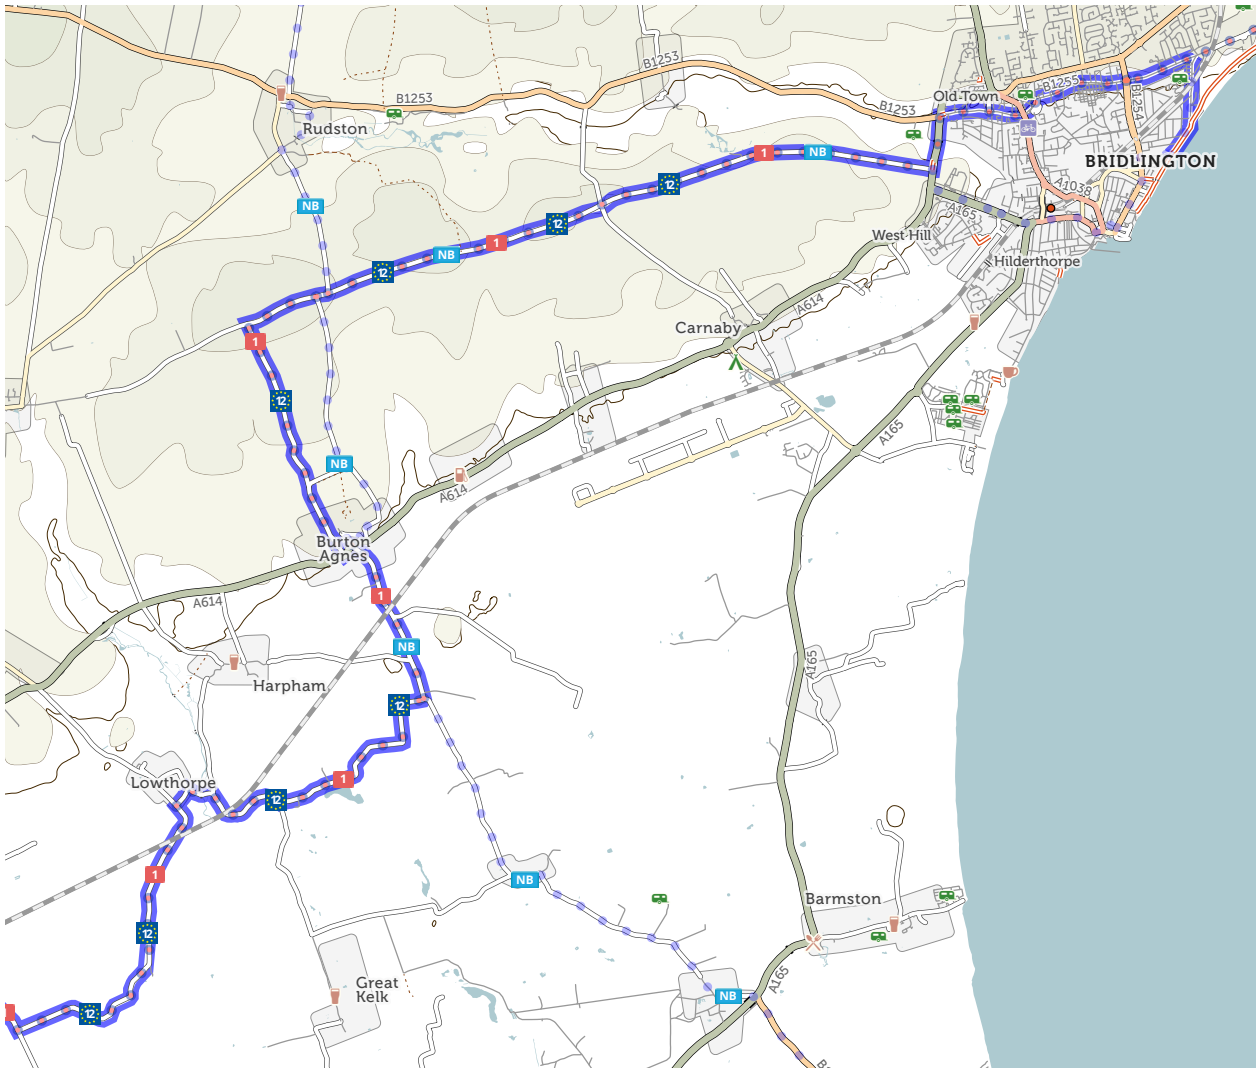 B1253
B1253
B1253
Old Town
B1255
B1254
Rudston
BRIDLINGTON
1
NB
12
A1038
NB
12
A165
1
NB
12
West Hill
Hilderthorpe
12
A614
Carnaby
1
12
A165
NB
A614
Burton
Agnes
1
A614
NB
A165
Harpham
12
1
Lowthorpe
12
1
NB
Barmston
12
A165
Great
Kelk
NB
12